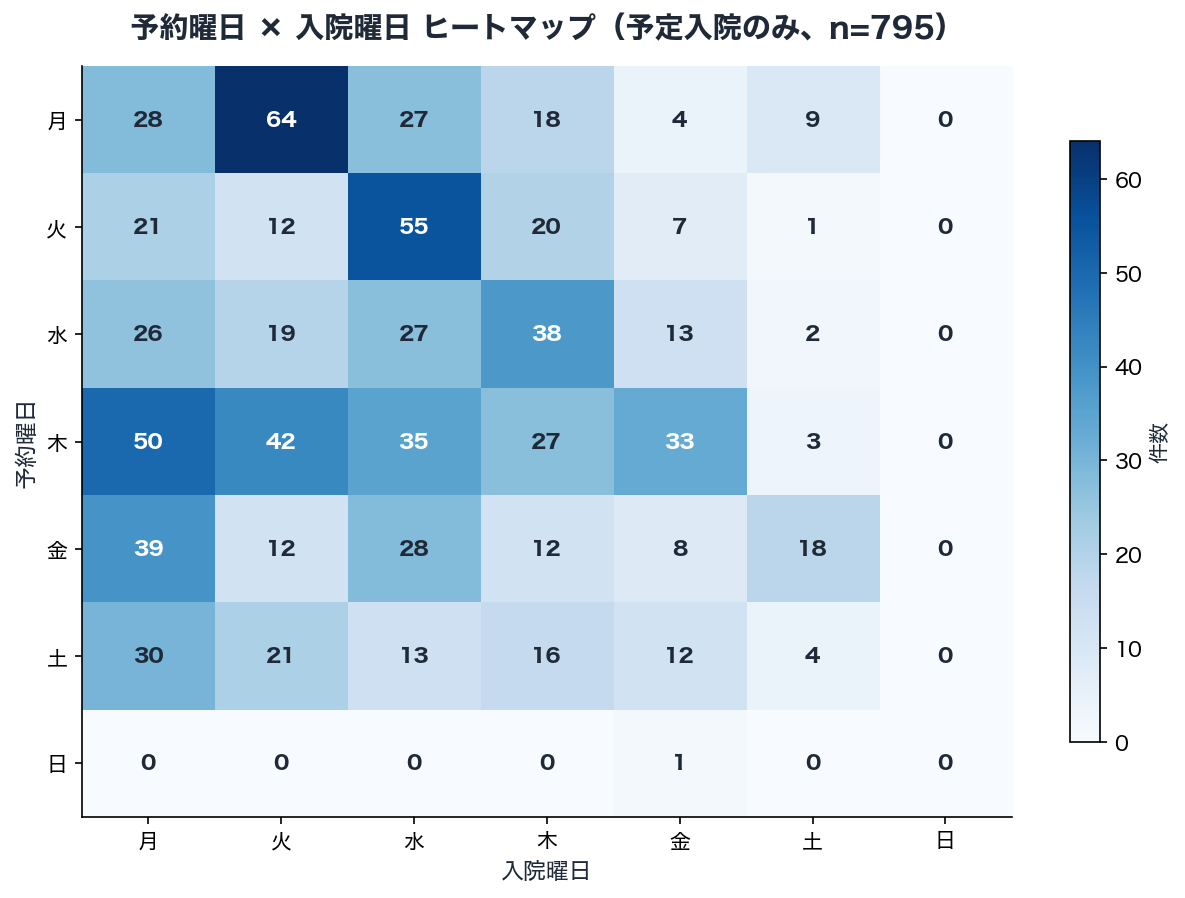 予約曜日 × 入院曜日 ヒートマップ（予定入院のみ、n=795）
月 28 64 27 18 4 9 0
火 21 12 55 20 7 1 0
水 26 19 27 38 13 2 0
木 50 42 35 27 33 3 0
金 39 12 28 12 8 18 0
土 30 21 13 16 12 4 0
日 0 0 0 0 1 0 0
月 火 水 木 金 土 日
入院曜日
予約曜日
60
50
40
30
20
10
0
件数